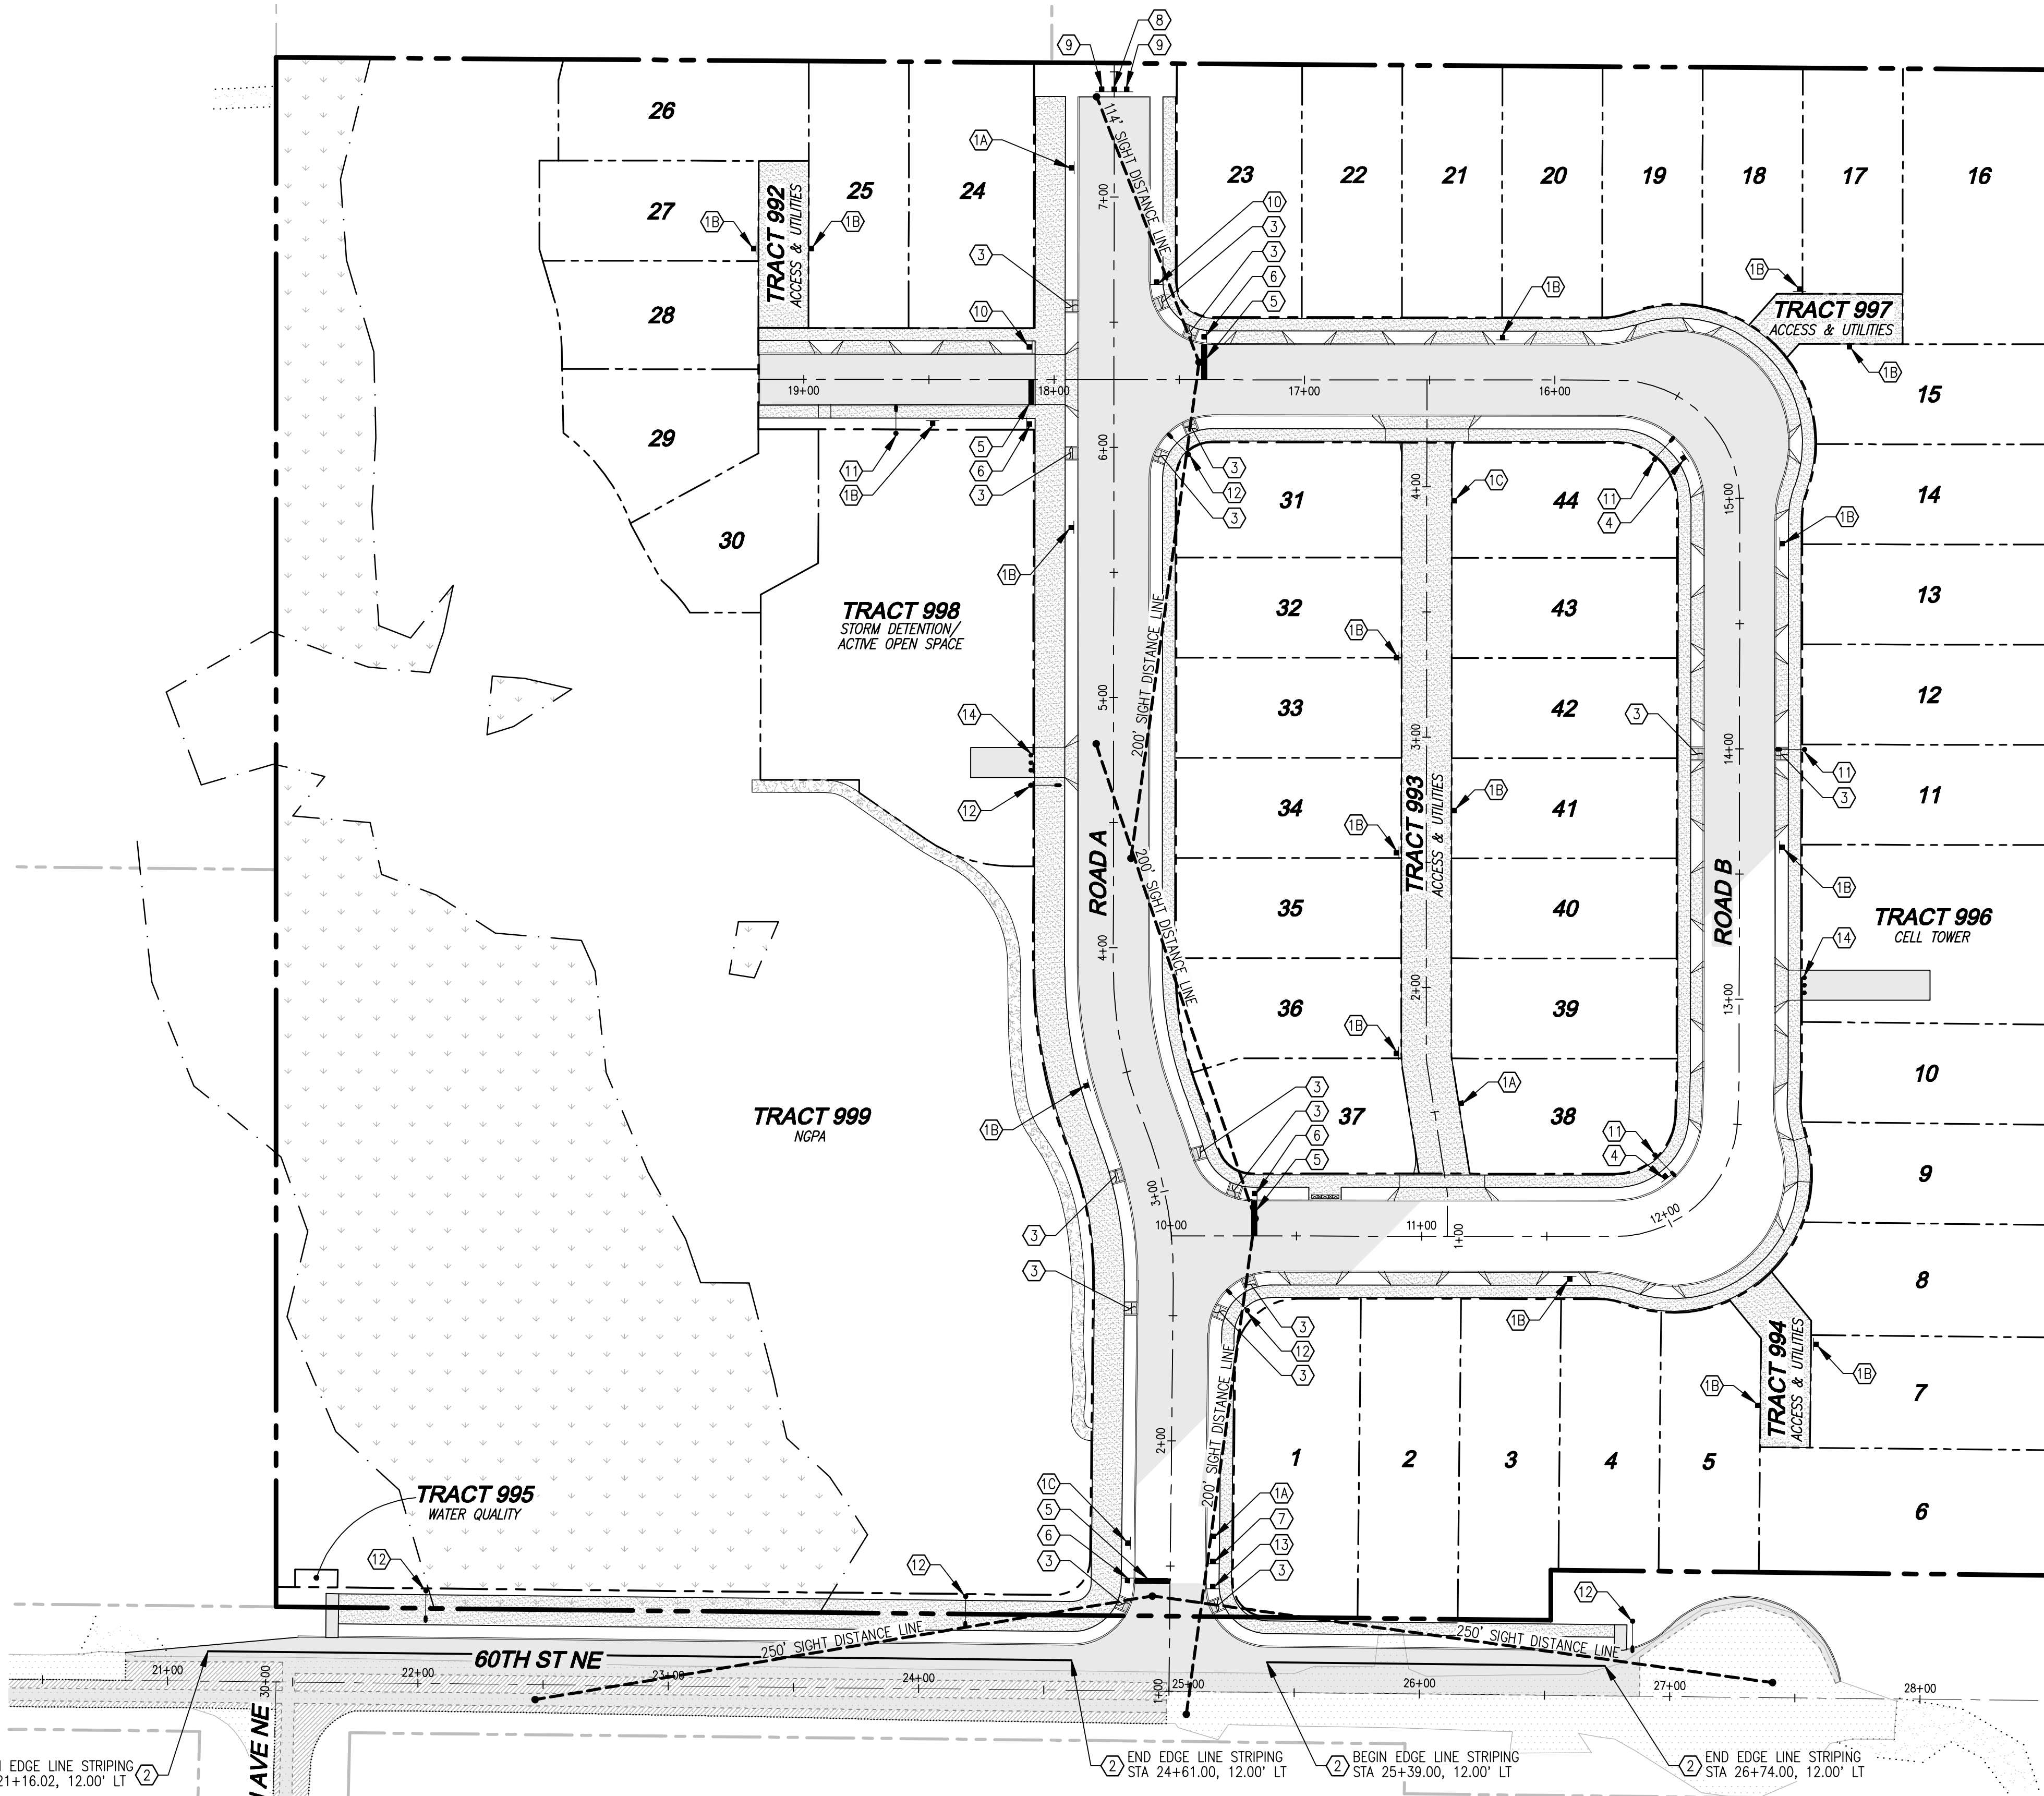 8
9
9
26
114' SIGHT DISTANCE LINE
1A
23
22
21
20
19
18
17
16
25
24
27
TRACT 992
ACCESS & UTILITIES
1B
1B
7+00
10
3
3
3
6
5
1B
1B
TRACT 997
ACCESS & UTILITIES
1B
28
10
19+00
18+00
17+00
16+00
15
29
5
6
3
11
1B
6+00
3
12
3
31
4+00
1C
44
11
4
15+00
14
1B
30
1B
TRACT 998
STORM DETENTION/
ACTIVE OPEN SPACE
200' SIGHT DISTANCE LINE
32
1B
43
13
5+00
33
3+00
42
3
14+00
12
14
11
3
12
34
1B
TRACT 993
ACCESS & UTILITIES
1B
41
11
ROAD A
200' SIGHT DISTANCE LINE
35
40
ROAD B
1B
TRACT 996
CELL TOWER
14
4+00
36
2+00
39
13+00
1B
10
TRACT 999
NGPA
1B
3
3
6
5
37
1A
38
11
4
9
3+00
10+00
11+00
1+00
12+00
3
3
8
3
12
3
1B
TRACT 994
ACCESS & UTILITIES
1B
1B
7
200' SIGHT DISTANCE LINE
2+00
1
2
3
4
5
6
TRACT 995
WATER QUALITY
1C
5
6
3
1A
7
13
3
12
12
12
60TH ST NE
250' SIGHT DISTANCE LINE
250' SIGHT DISTANCE LINE
21+00
22+00
23+00
24+00
1+00
25+00
26+00
27+00
28+00
30+00
AVE NE
EDGE LINE STRIPING
21+16.02, 12.00' LT
2
2
END EDGE LINE STRIPING
STA 24+61.00, 12.00' LT
2
BEGIN EDGE LINE STRIPING
STA 25+39.00, 12.00' LT
2
END EDGE LINE STRIPING
STA 26+74.00, 12.00' LT